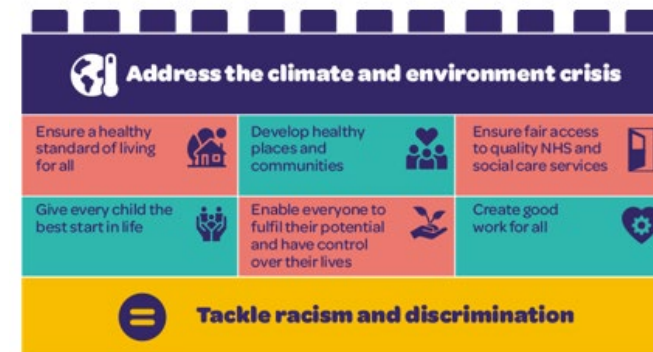 Address the climate and environment crisis
Ensure a healthy
standard of living
for all
Develop healthy
places and
communities
Ensure fair access
to quality NHS and
social care services
Give every child the
best start in life
Enable everyone to
fulfil their potential
and have control
over their lives
Create good
work for all
Tackle racism and discrimination